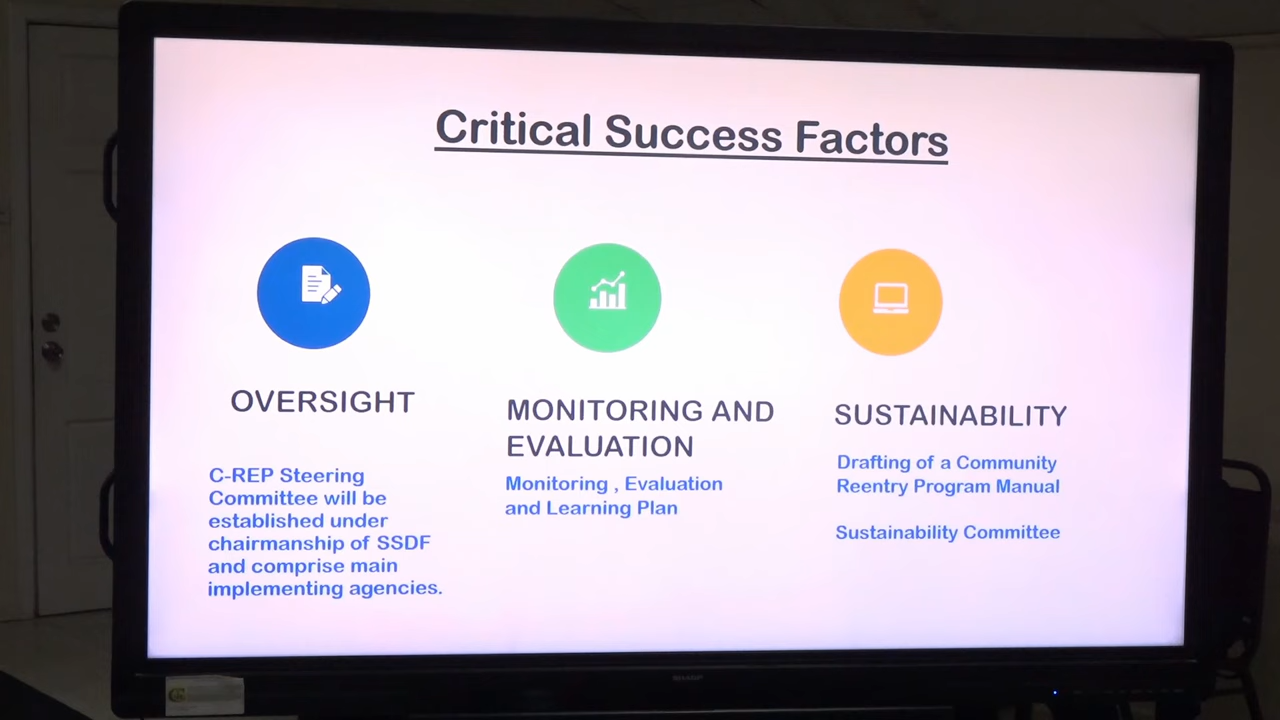 Critical Success Factors
OVERSIGHT
C-REP Steering
Committee will be
established under
chairmanship of SSDF
and comprise main
implementing agencies.
MONITORING AND
EVALUATION
Monitoring , Evaluation
and Learning Plan
SUSTAINABILITY
Drafting of a Community
Reentry Program Manual
Sustainability Committee
SHARP